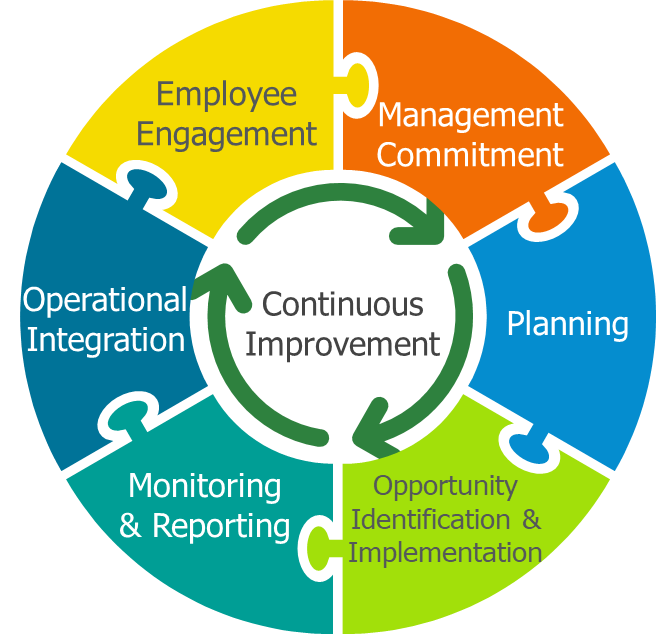 Employee
Engagement
Management
Commitment
Planning
Opportunity
Identification &
Implementation
Monitoring
& Reporting
Operational
Integration
Continuous
Improvement